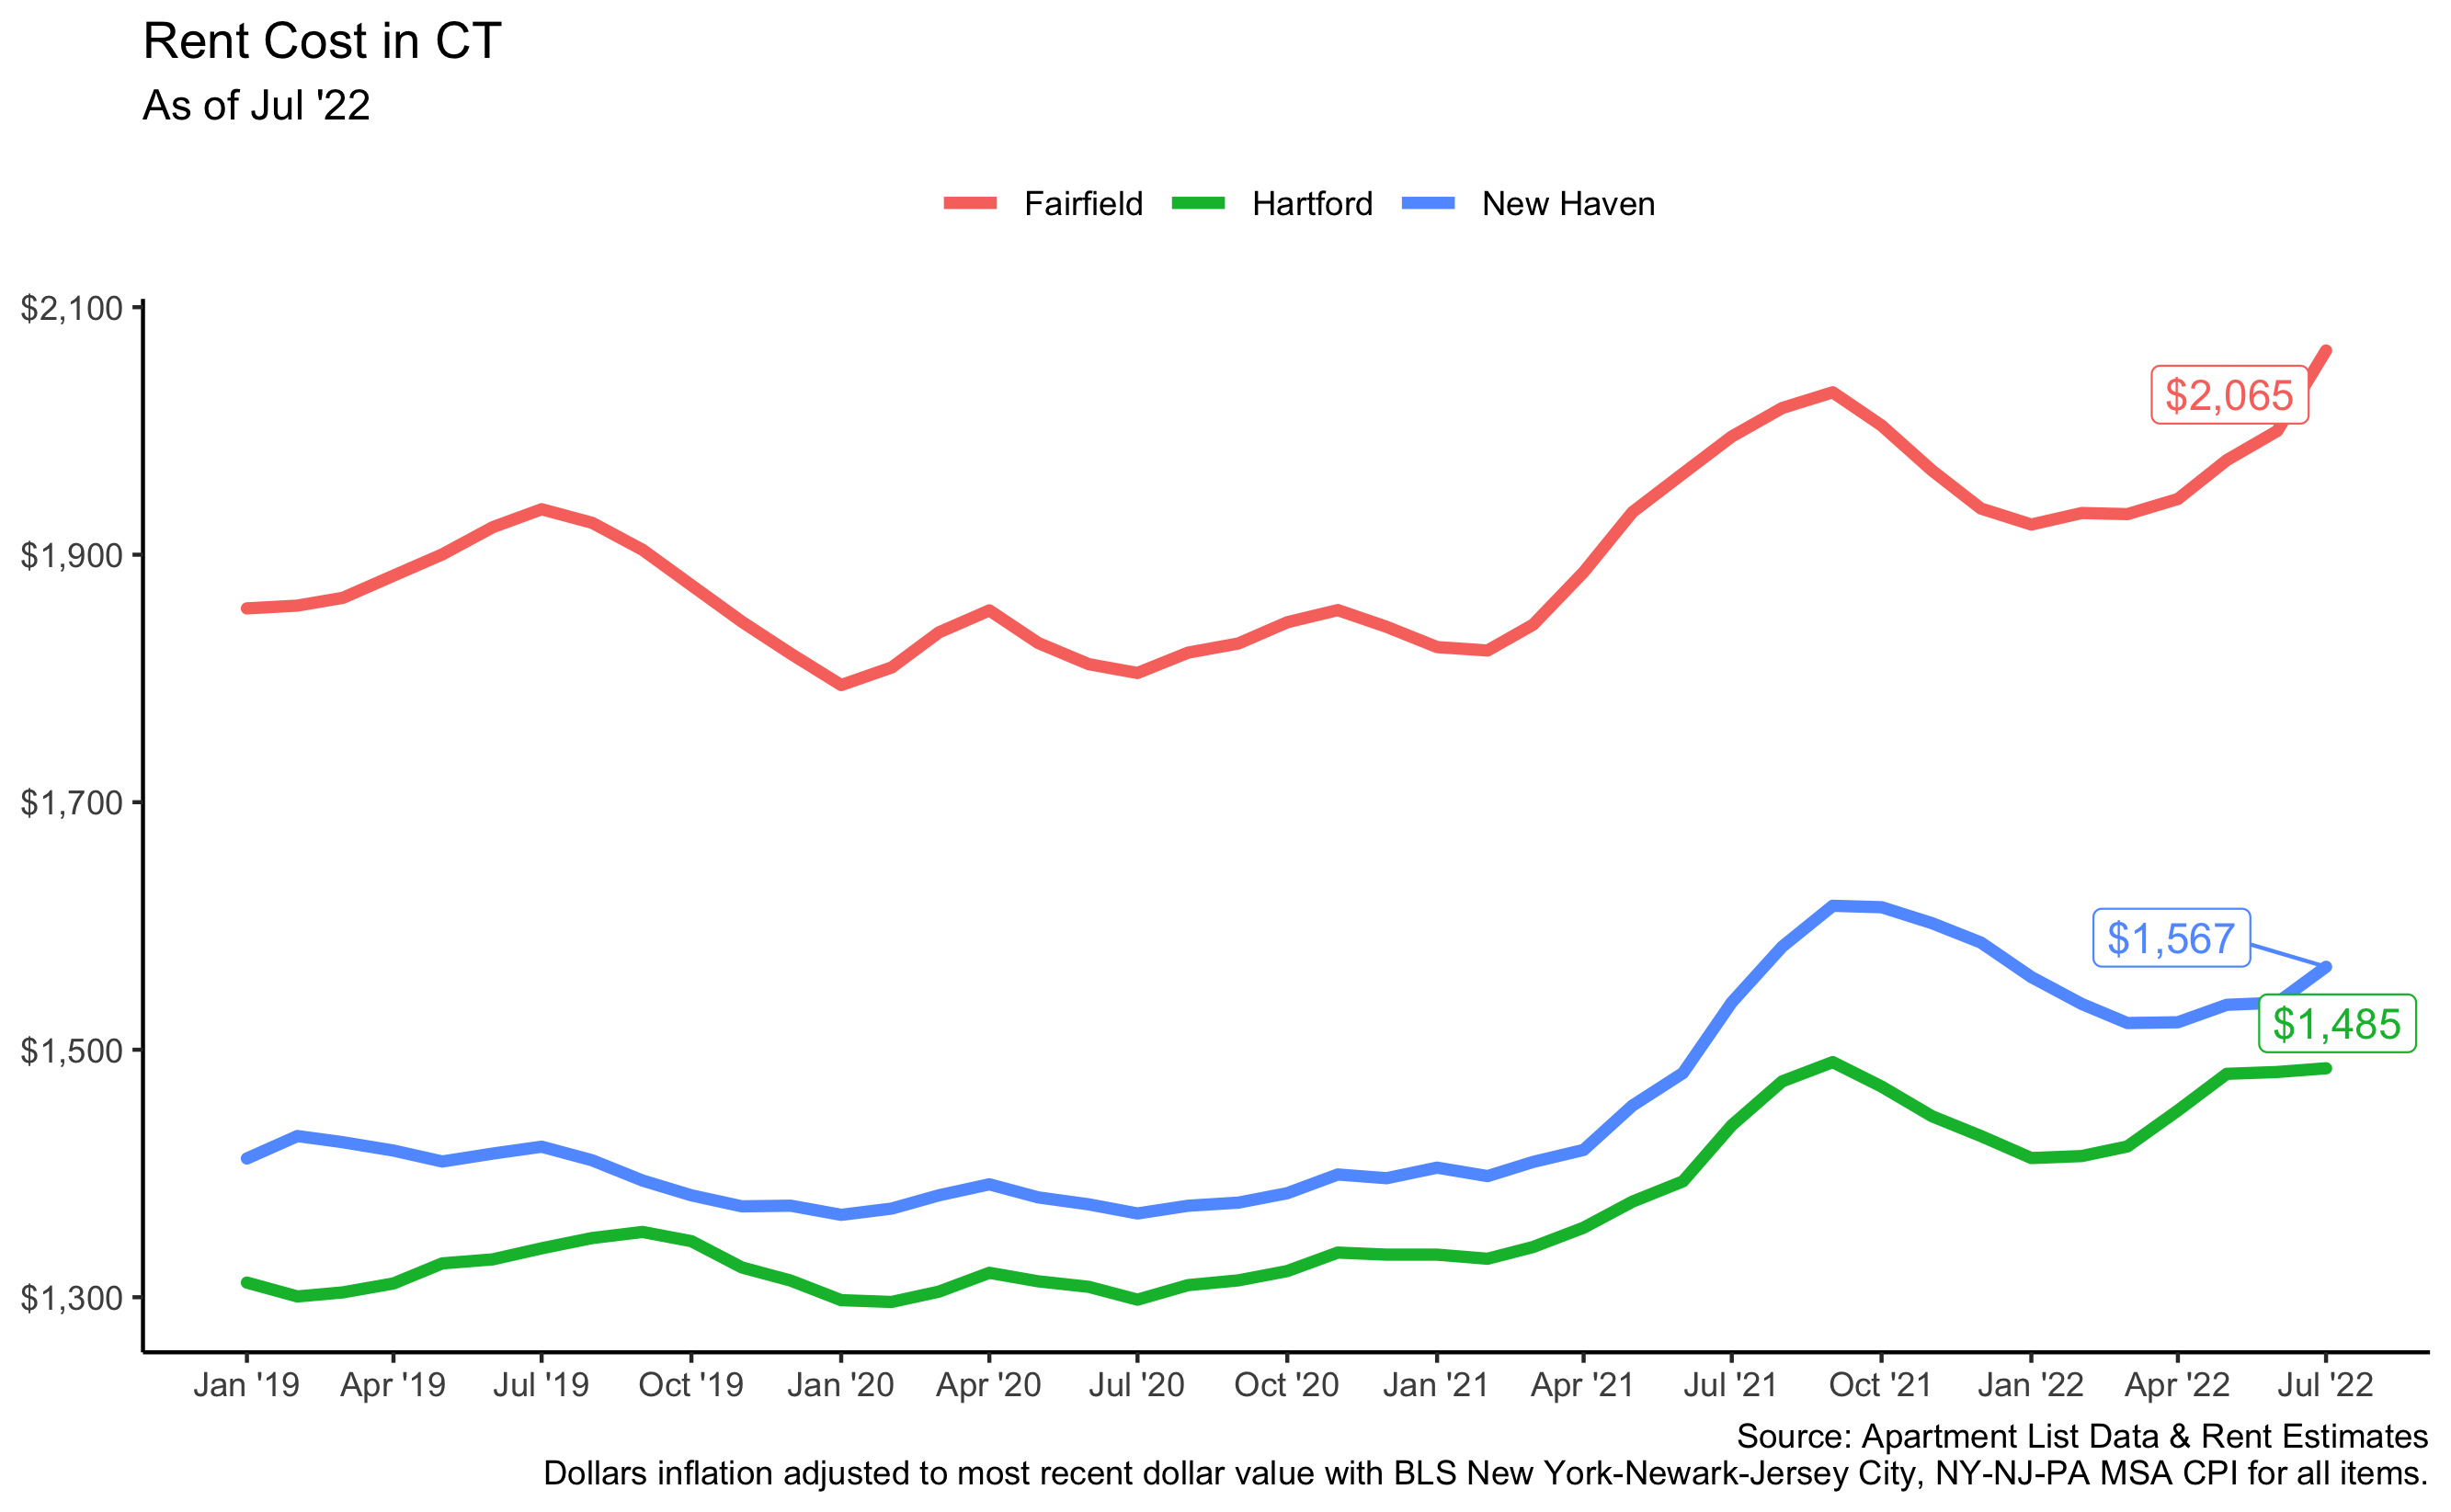 Rent Cost in CT
As of Jul '22
Fairfield Hartford New Haven
$2,100
$1,900
$1,700
$1,500
$1,300
$2,065
$1,567
$1,485
Jan '19 Apr '19 Jul '19 Oct '19 Jan '20 Apr '20 Jul '20 Oct '20 Jan '21 Apr '21 Jul '21 Oct '21 Jan '22 Apr '22 Jul '22
Source: Apartment List Data & Rent Estimates
Dollars inflation adjusted to most recent dollar value with BLS New York-Newark-Jersey City, NY-NJ-PA MSA CPI for all items.